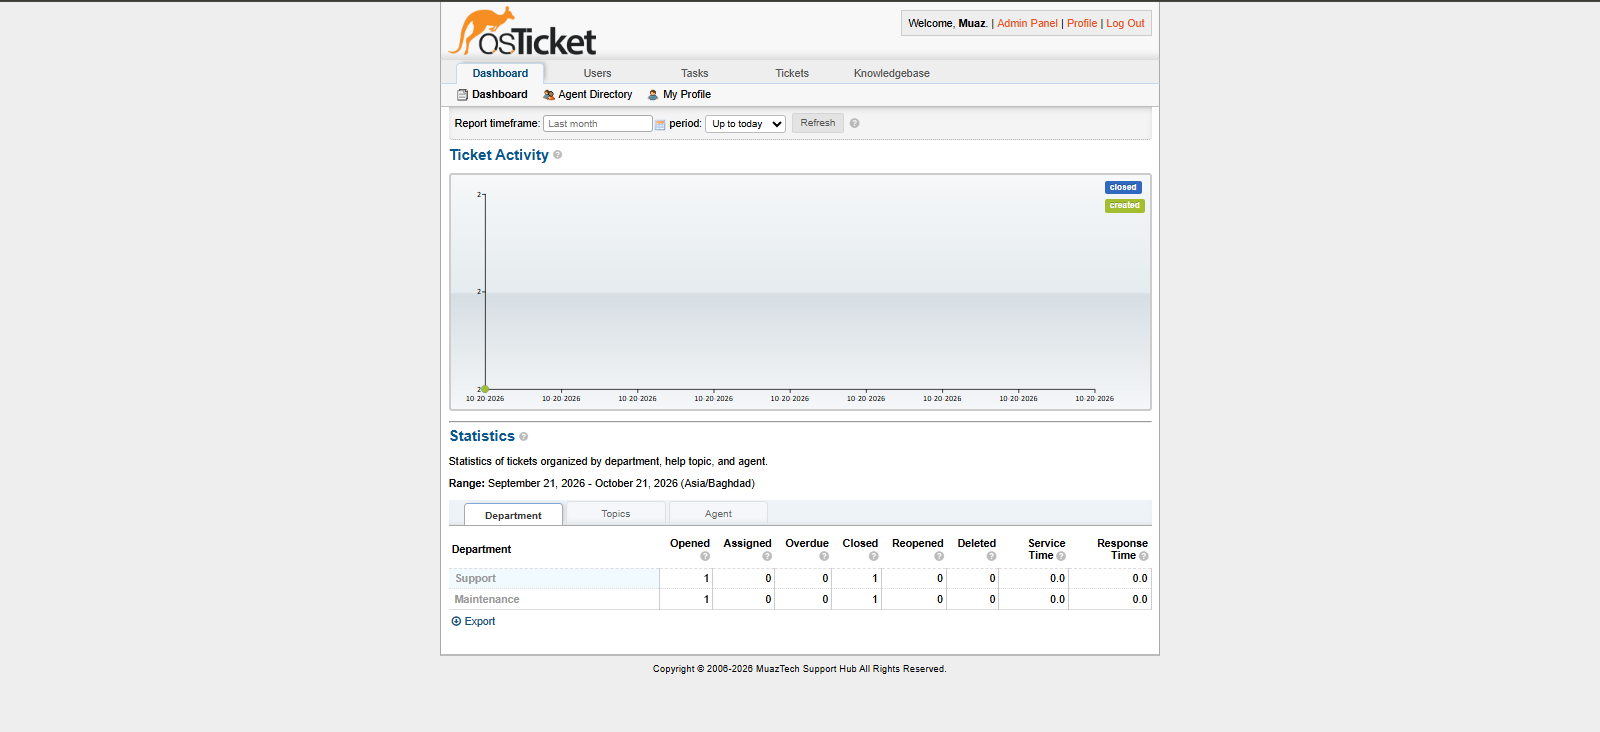 osTicket
Welcome, Muaz. | Admin Panel | Profile | Log Out
Dashboard Users Tasks Tickets Knowledgebase
Dashboard Agent Directory My Profile
Report timeframe: Last month period: Up to today Refresh ?
Ticket Activity ?
closed
created
2
2
2
10-20-2026 10-20-2026 10-20-2026 10-20-2026 10-20-2026 10-20-2026 10-20-2026 10-20-2026 10-20-2026
Statistics ?
Statistics of tickets organized by department, help topic, and agent.
Range: September 21, 2026 - October 21, 2026 (Asia/Baghdad)
Department Topics Agent
Department Opened ? Assigned ? Overdue ? Closed ? Reopened ? Deleted ? Service Time ? Response Time ?
Support 1 0 0 1 0 0 0.0 0.0
Maintenance 1 0 0 1 0 0 0.0 0.0
Export
Copyright © 2006-2026 MuazTech Support Hub All Rights Reserved.